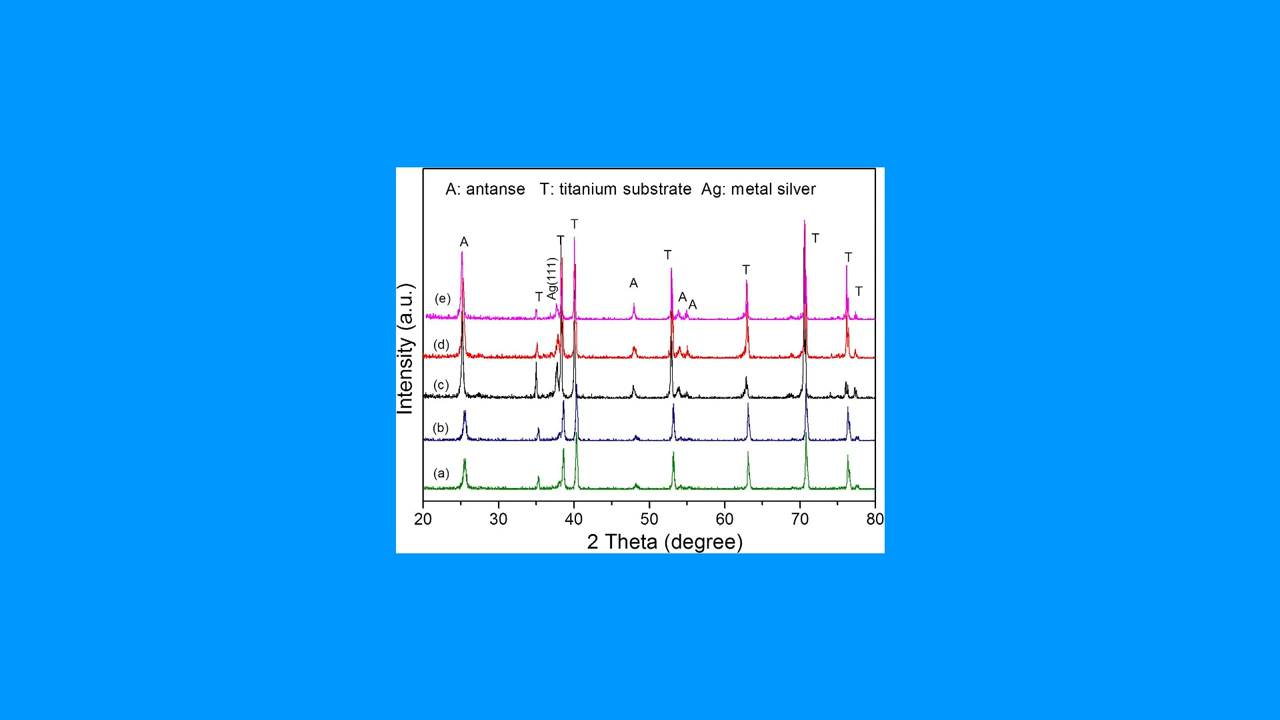 A: antanse T: titanium substrate Ag: metal silver
T
T
A
T
T
T
T
Ag(111)
T
A
T
T
A
A
(e)
(d)
(c)
(b)
(a)
Intensity (a.u.)
20 30 40 50 60 70 80
2 Theta (degree)